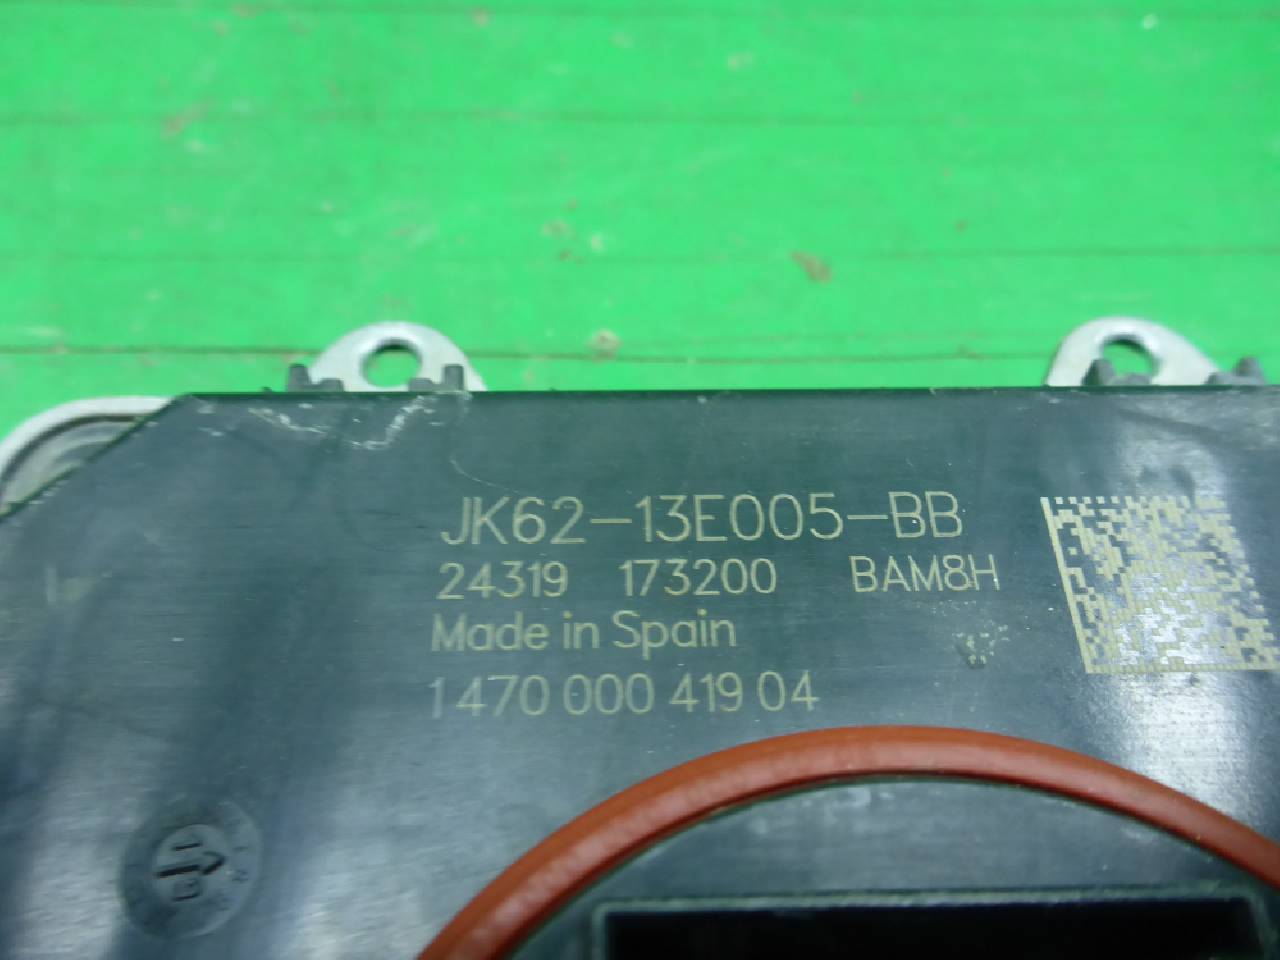 JK62-13E005-BB
24319 173200 BAM8H
Made in Spain
1 470 000 419 04